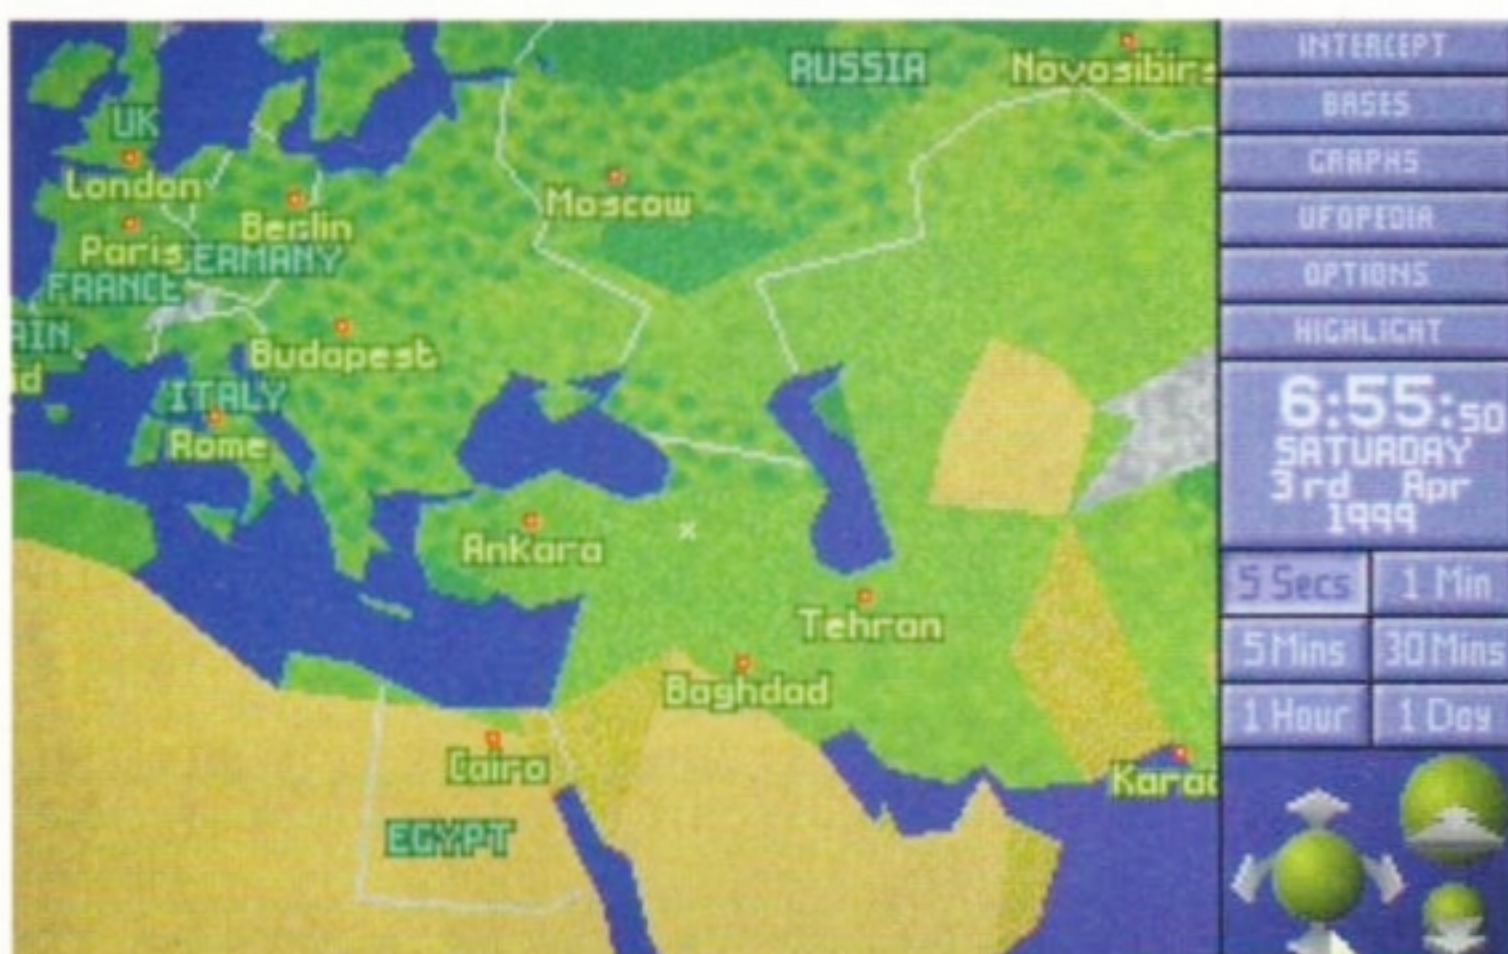 RUSSIA
Novosibirs
UK
London
Moscow
Berlin
Paris
GERMANY
FRANCE
AIN
Budapest
id
ITALY
Rome
Ankara
Tehran
Baghdad
Cairo
Karac
EGYPT
INTERCEPT
BASES
GRAPHS
UFOPEDIA
OPTIONS
HIGHLIGHT
6:55:50
SATURDAY
3rd Apr
1999
5 Secs 1 Min
5 Mins 30 Mins
1 Hour 1 Day